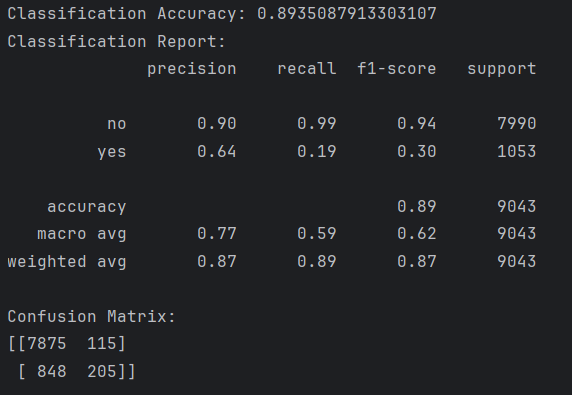 Classification Accuracy: 0.8935087913303107
Classification Report:
              precision    recall  f1-score   support

          no       0.90      0.99      0.94      7990
         yes       0.64      0.19      0.30      1053

    accuracy                           0.89      9043
   macro avg       0.77      0.59      0.62      9043
weighted avg       0.87      0.89      0.87      9043

Confusion Matrix:
[[7875  115]
 [ 848  205]]